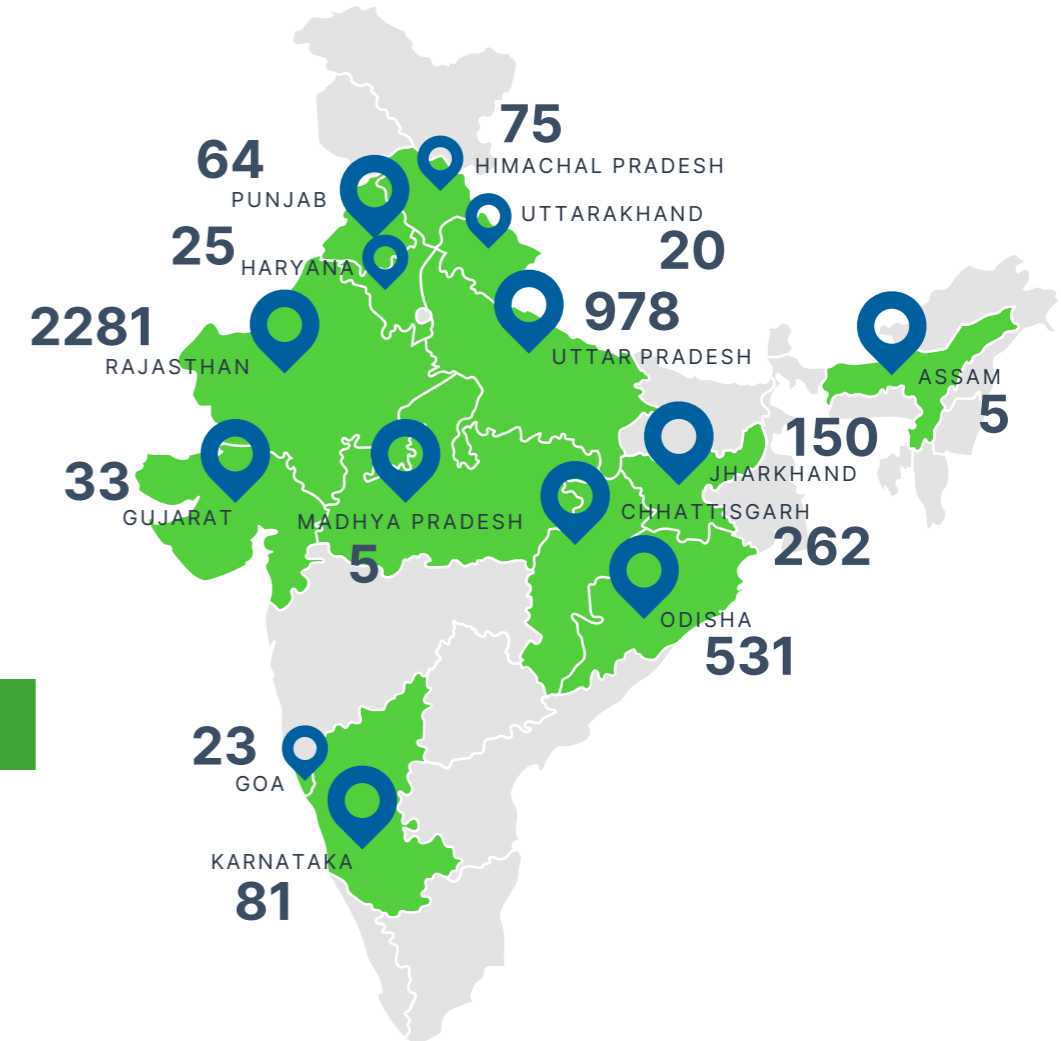 75
HIMACHAL PRADESH
64
PUNJAB
UTTARAKHAND
20
25
HARYANA
2281
RAJASTHAN
978
UTTAR PRADESH
ASSAM
5
150
JHARKHAND
33
GUJARAT
MADHYA PRADESH
5
CHHATTISGARH
262
ODISHA
531
23
GOA
KARNATAKA
81